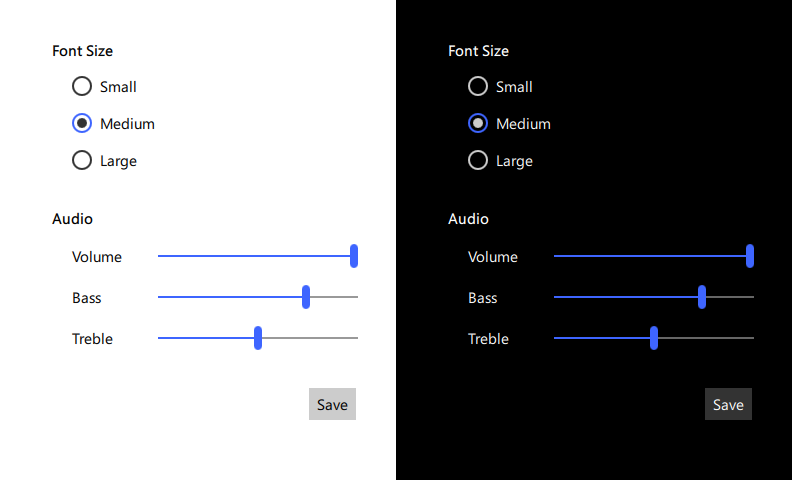 Font Size
Small
Medium
Large
Audio
Volume
Bass
Treble
Save
Font Size
Small
Medium
Large
Audio
Volume
Bass
Treble
Save